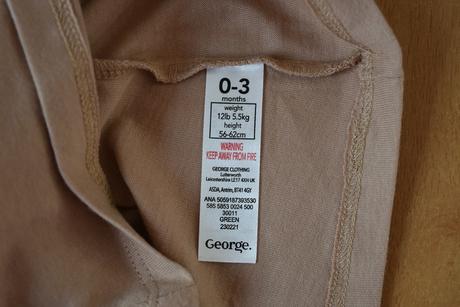 0-3
months
weight
12lb 5.5kg
height
56-62cm
WARNING
KEEP AWAY FROM FIRE
GEORGE CLOTHING
Lutterworth
Leicestershire LE17 4XH UK
ASDA, Antrim, BT41 4GY
ANA 5059187393530
585 5853 0024 500
30011
GREEN
230221
George.